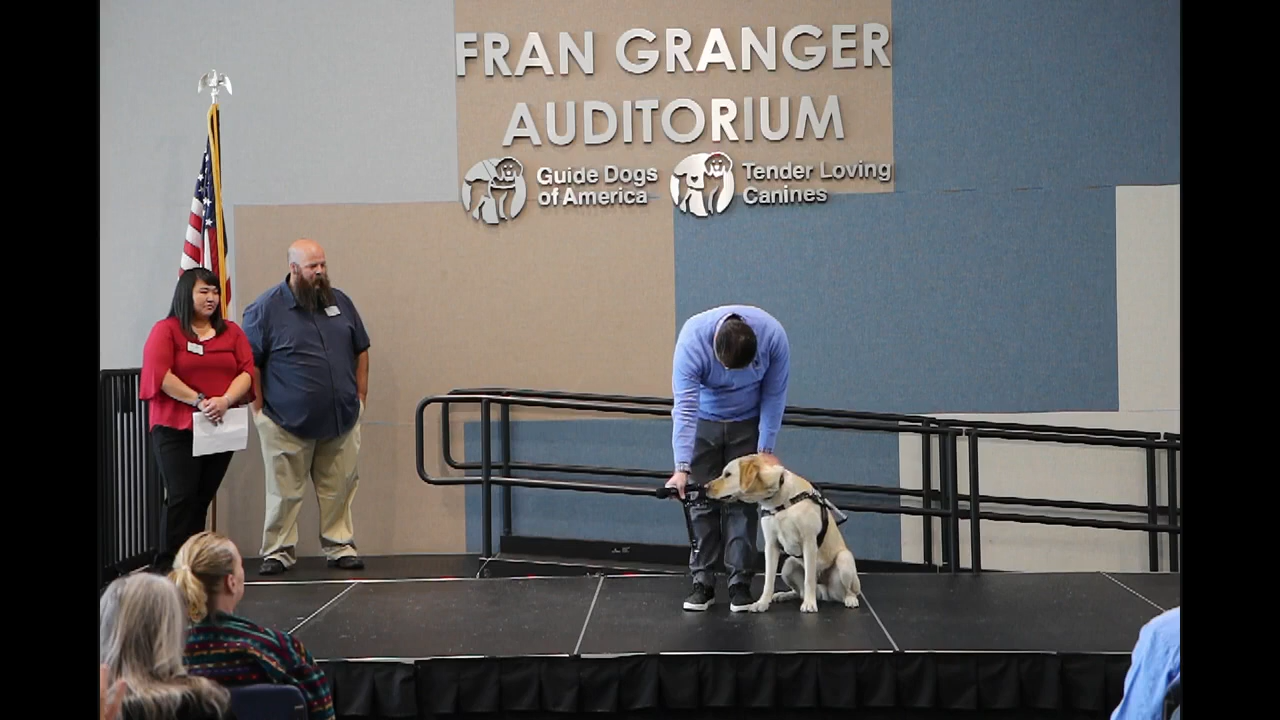 FRAN GRANGER
AUDITORIUM
Guide Dogs
of America
Tender Loving
Canines